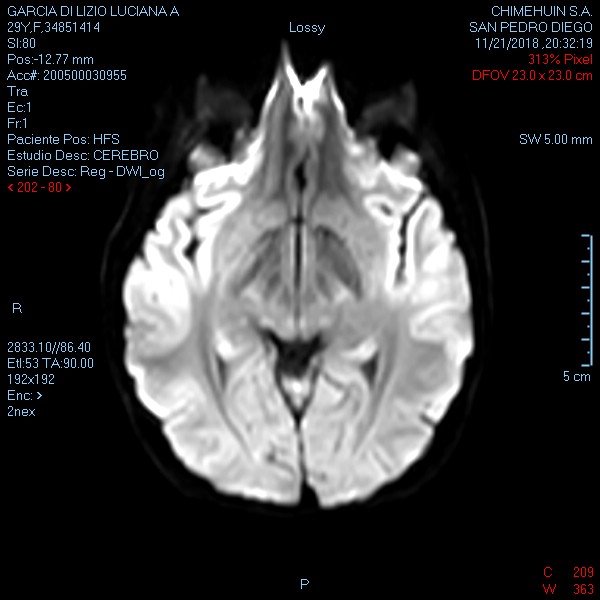 GARCIA DI LIZIO LUCIANA A
29Y,F,34851414
Sl:80
Pos:-12.77 mm
Acc#: 200500030955
Tra
Ec:1
Fr:1
Paciente Pos: HFS
Estudio Desc: CEREBRO
Serie Desc: Reg - DWI_og
< 202 - 80 >
Lossy
CHIMEHUIN S.A.
SAN PEDRO DIEGO
11/21/2018 ,20:32:19
313% Pixel
DFOV 23.0 x 23.0 cm
SW 5.00 mm
R
5 cm
2833.10//86.40
Etl:53 TA:90.00
192x192
Enc: >
2nex
P
C 209
W 363